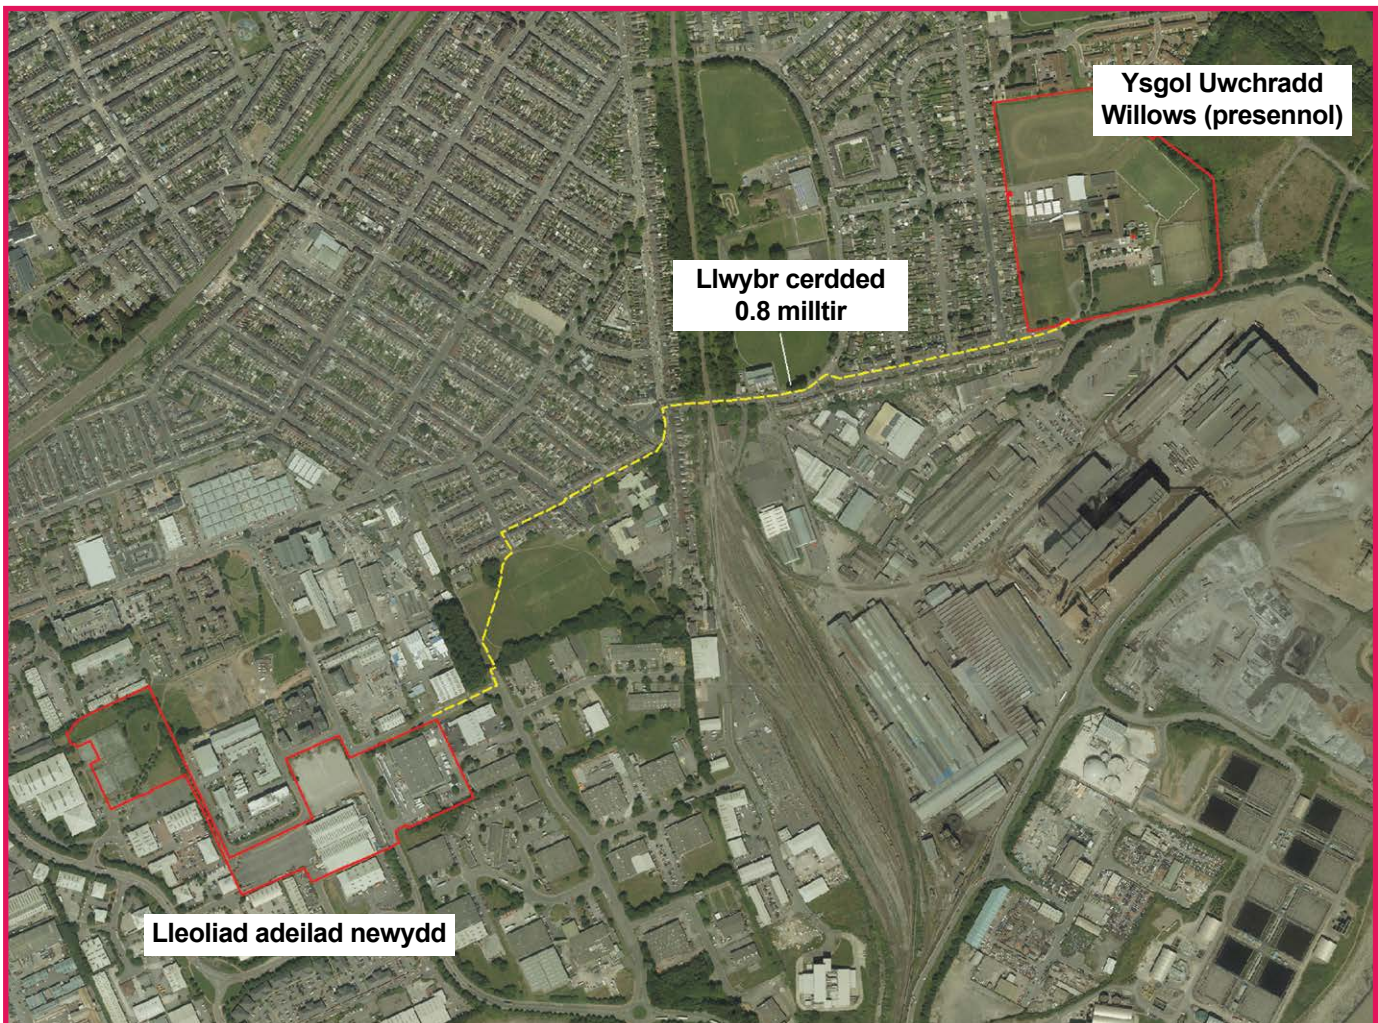 Ysgol Uwchradd
Willows (presennol)
Llwybr cerdded
0.8 milltir
Lleoliad adeilad newydd